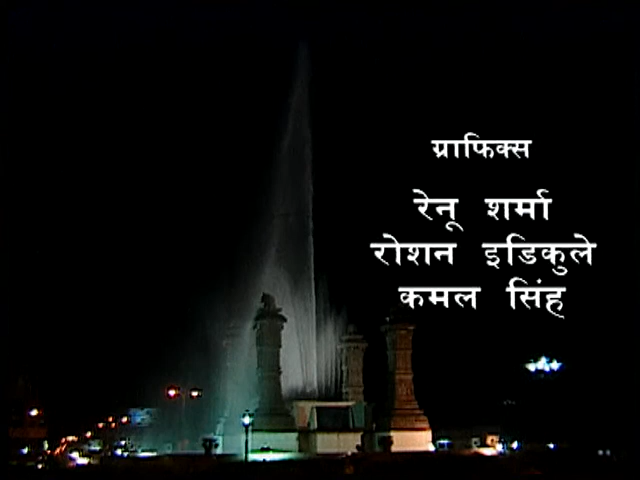 ग्राफिक्स
रेनू शर्मा
रोशन इडिकुले
कमल सिंह